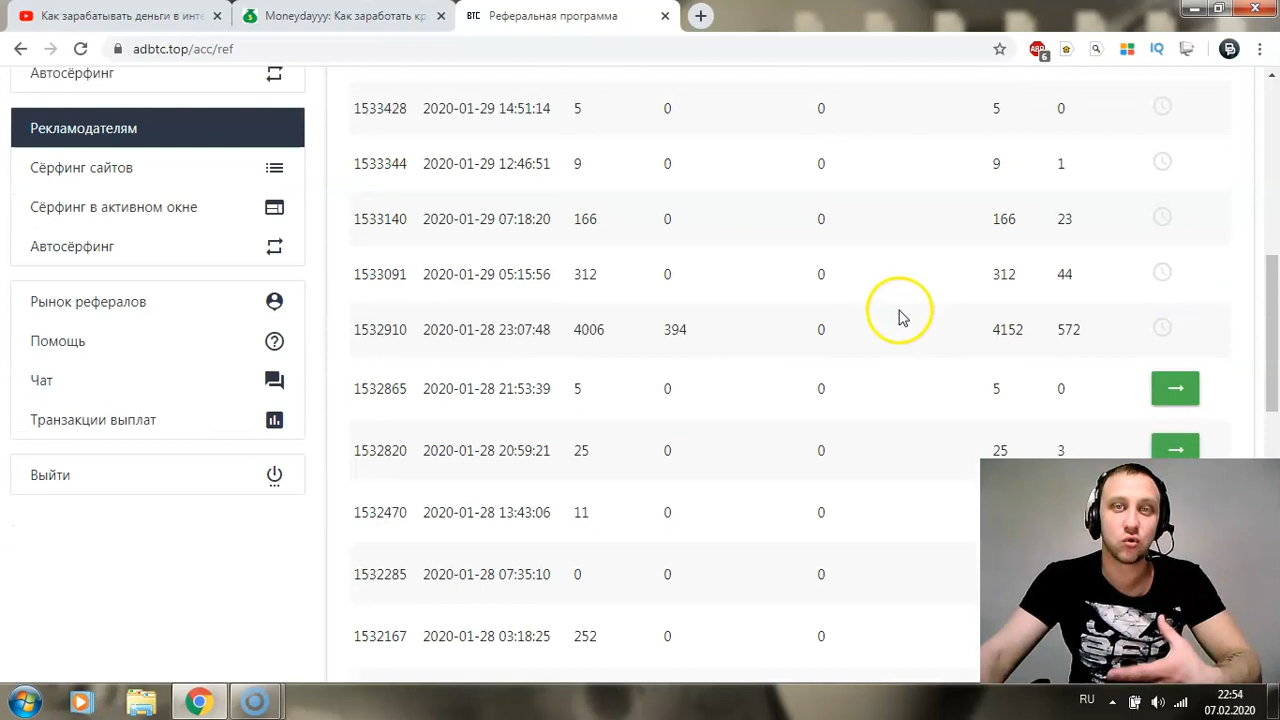 Как зарабатывать деньги в инте
Moneydayyy: Как заработать кр
BTC Реферальная программа
adbtc.top/acc/ref
ABP
6
IQ
Автосёрфинг
Рекламодателям
Сёрфинг сайтов
Сёрфинг в активном окне
Автосёрфинг
Рынок рефералов
Помощь
Чат
Транзакции выплат
Выйти
1533428 2020-01-29 14:51:14 5 0 0 5 0
1533344 2020-01-29 12:46:51 9 0 0 9 1
1533140 2020-01-29 07:18:20 166 0 0 166 23
1533091 2020-01-29 05:15:56 312 0 0 312 44
1532910 2020-01-28 23:07:48 4006 394 0 4152 572
1532865 2020-01-28 21:53:39 5 0 0 5 0
1532820 2020-01-28 20:59:21 25 0 0 25 3
1532470 2020-01-28 13:43:06 11 0 0
1532285 2020-01-28 07:35:10 0 0 0
1532167 2020-01-28 03:18:25 252 0 0
RU
22:54
07.02.2020